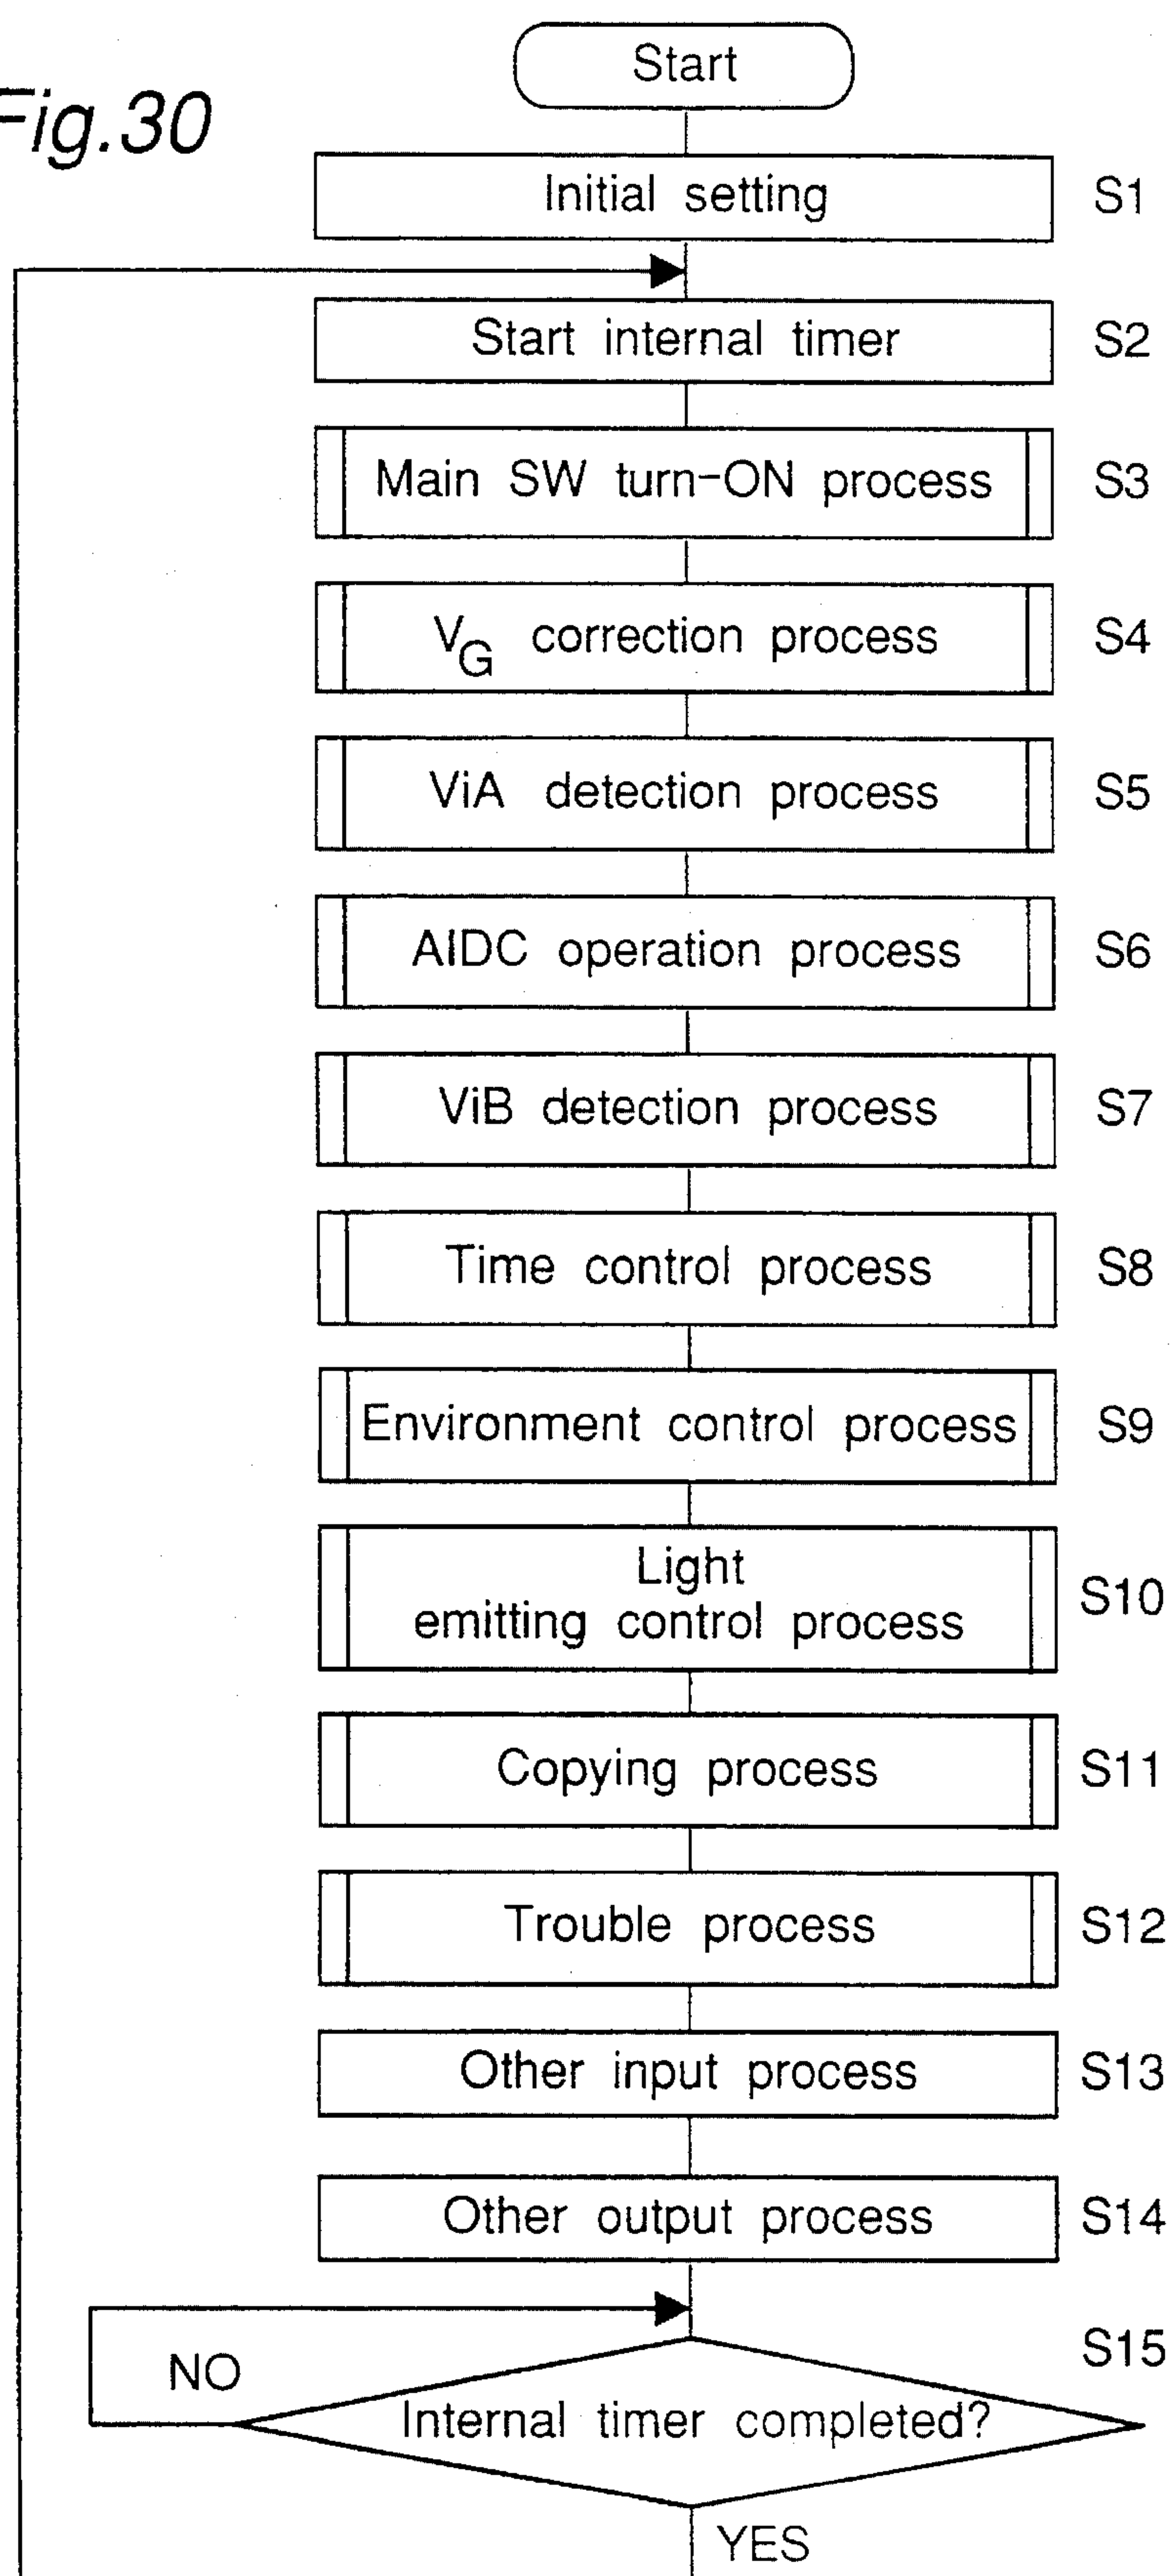 Fig.30
Start
Initial setting S1
Start internal timer S2
Main SW turn-ON process S3
VG correction process S4
ViA detection process S5
AIDC operation process S6
ViB detection process S7
Time control process S8
Environment control process S9
Light
emitting control process S10
Copying process S11
Trouble process S12
Other input process S13
Other output process S14
S15
NO
Internal timer completed?
YES